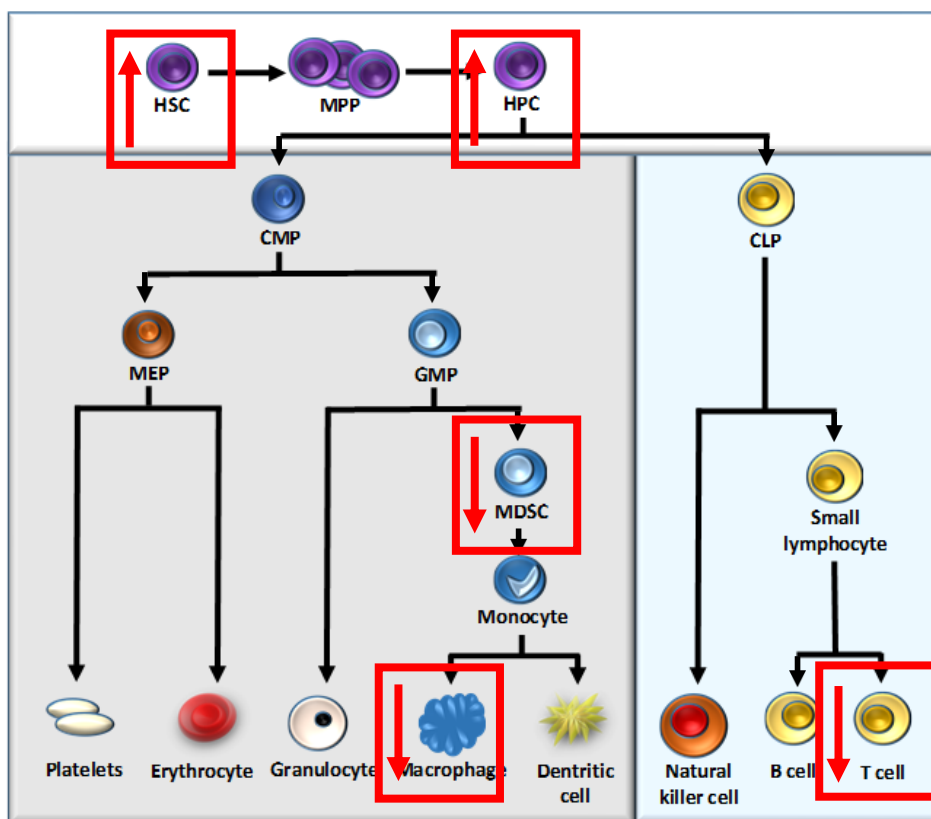 HSC
MPP
HPC
CMP
CLP
MEP
GMP
MDSC
Small
lymphocyte
Monocyte
Platelets
Erythrocyte
Granulocyte
Macrophage
Dentritic
cell
Natural
killer cell
B cell
T cell